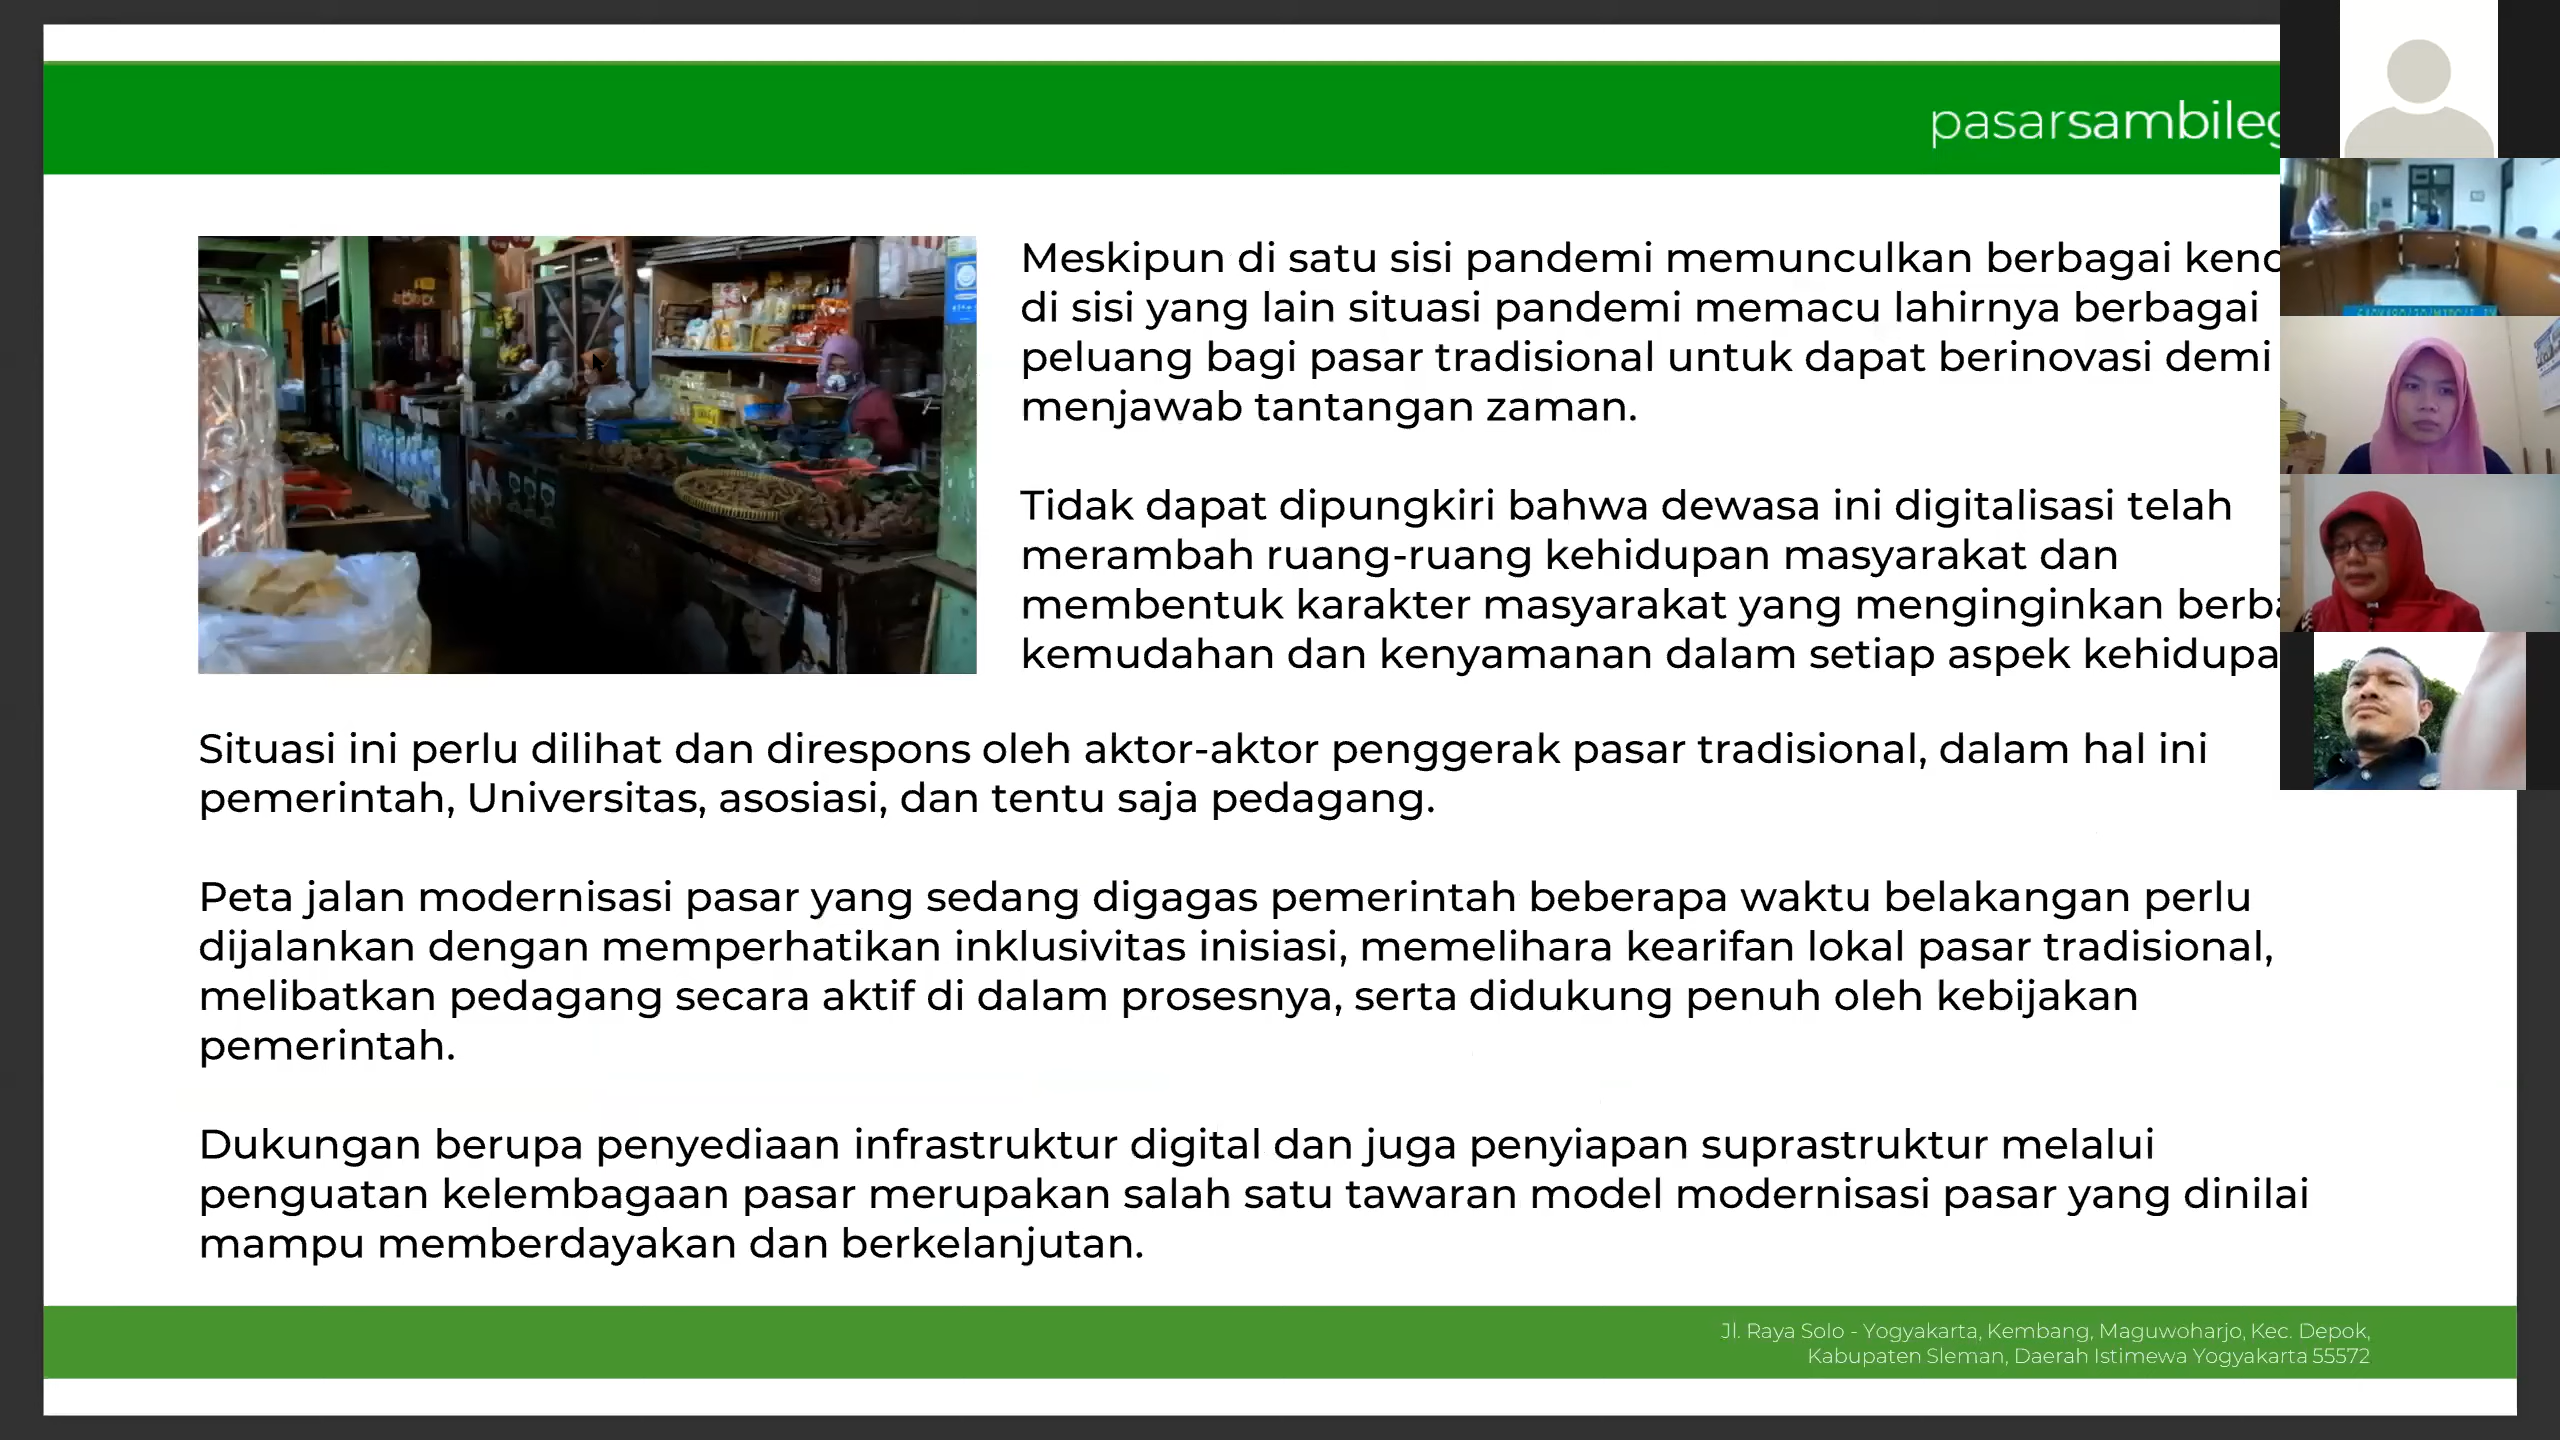 pasarsambileg
Meskipun di satu sisi pandemi memunculkan berbagai
di sisi yang lain situasi pandemi memacu lahirnya berbagai
peluang bagi pasar tradisional untuk dapat berinovasi demi
menjawab tantangan zaman.
Tidak dapat dipungkiri bahwa dewasa ini digitalisasi telah
merambah ruang-ruang kehidupan masyarakat dan
membentuk karakter masyarakat yang menginginkan
kemudahan dan kenyamanan dalam setiap aspek kehidupa
Situasi ini perlu dilihat dan direspons oleh aktor-aktor penggerak pasar tradisional, dalam hal ini
pemerintah, Universitas, asosiasi, dan tentu saja pedagang.
Peta jalan modernisasi pasar yang sedang digagas pemerintah beberapa waktu belakangan perlu
dijalankan dengan memperhatikan inklusivitas inisiasi, memelihara kearifan lokal pasar tradisional,
melibatkan pedagang secara aktif di dalam prosesnya, serta didukung penuh oleh kebijakan
pemerintah.
Dukungan berupa penyediaan infrastruktur digital dan juga penyiapan suprastruktur melalui
penguatan kelembagaan pasar merupakan salah satu tawaran model modernisasi pasar yang dinilai
mampu memberdayakan dan berkelanjutan.
Jl. Raya Solo - Yogyakarta, Kembang, Maguwoharjo, Kec. Depok,
Kabupaten Sleman, Daerah Istimewa Yogyakarta 55572